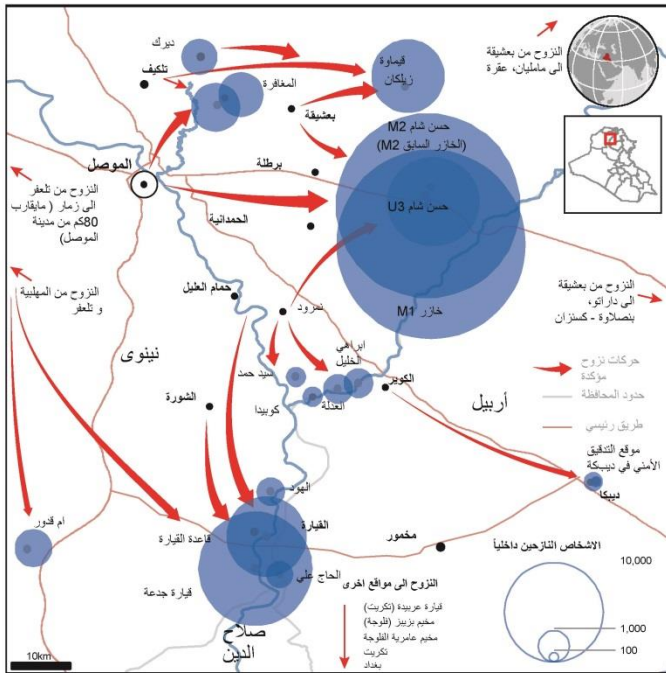 ديرك
تلكيف
المغافرة
قيماوة
زيلكان
النزوح من بعشيقة
الى ماميليان، عقرة
بعشيقة
M2 حسن شام
(الخازر السابق M2)
برطلة
الموصل
النزوح من تلعفر
الى زمار (مايقارب
80كم من مدينة
الموصل)
U3 حسن شام
الحمدانية
حمام العليل
النزوح من المهلبية
و تلعفر
نمرود
M1 خازر
النزوح من بعشيقة
الى داراتو،
بنصلاوة - كسنزان
نينوى
ابراهي
الخليل
سيد حمد
الكوير
العدلة
كوبيدا
الشورة
أربيل
حركات نزوح
مؤكدة
حدود المحافظة
طريق رئيسي
موقع التدقيق
الأمني في ديبكة
ديبكا
الهود
القيارة
قاعدة القيارة
ام قدور
مخمور
الحاج علي
قيارة جدعة
صلاح
الدين
النزوح الى مواقع اخرى
قيارة عربيدة (تكريت)
مخيم بزيبز (فلوجة)
مخيم عامرية الفلوجة
تكريت
بغداد
الاشخاص النازحين داخلياً
10,000
1,000
100
10km